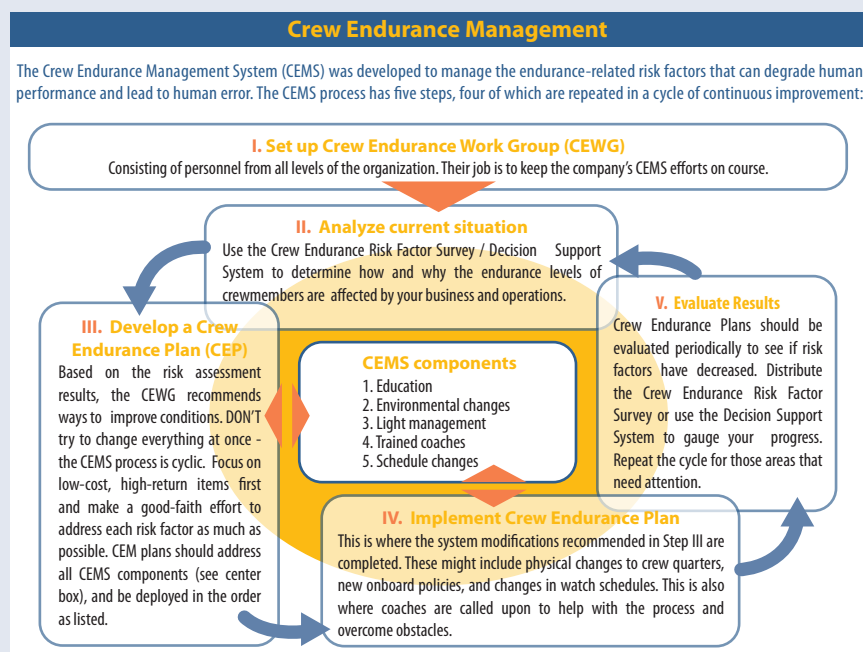 Crew Endurance Management
The Crew Endurance Management System (CEMS) was developed to manage the endurance-related risk factors that can degrade human
performance and lead to human error. The CEMS process has five steps, four of which are repeated in a cycle of continuous improvement:
I. Set up Crew Endurance Work Group (CEWG)
Consisting of personnel from all levels of the organization. Their job is to keep the company's CEMS efforts on course.
II. Analyze current situation
Use the Crew Endurance Risk Factor Survey / Decision Support
System to determine how and why the endurance levels of
crewmembers are affected by your business and operations.
III. Develop a Crew
Endurance Plan (CEP)
Based on the risk assessment
results, the CEWG recommends
ways to improve conditions. DON'T
try to change everything at once -
the CEMS process is cyclic. Focus on
low-cost, high-return items first
and make a good-faith effort to
address each risk factor as much as
possible. CEM plans should address
all CEMS components (see center
box), and be deployed in the order
as listed.
CEMS components
1. Education
2. Environmental changes
3. Light management
4. Trained coaches
5. Schedule changes
IV. Implement Crew Endurance Plan
This is where the system modifications recommended in Step III are
completed. These might include physical changes to crew quarters,
new onboard policies, and changes in watch schedules. This is also
where coaches are called upon to help with the process and
overcome obstacles.
V. Evaluate Results
Crew Endurance Plans should be
evaluated periodically to see if risk
factors have decreased. Distribute
the Crew Endurance Risk Factor
Survey or use the Decision Support
System to gauge your progress.
Repeat the cycle for those areas that
need attention.